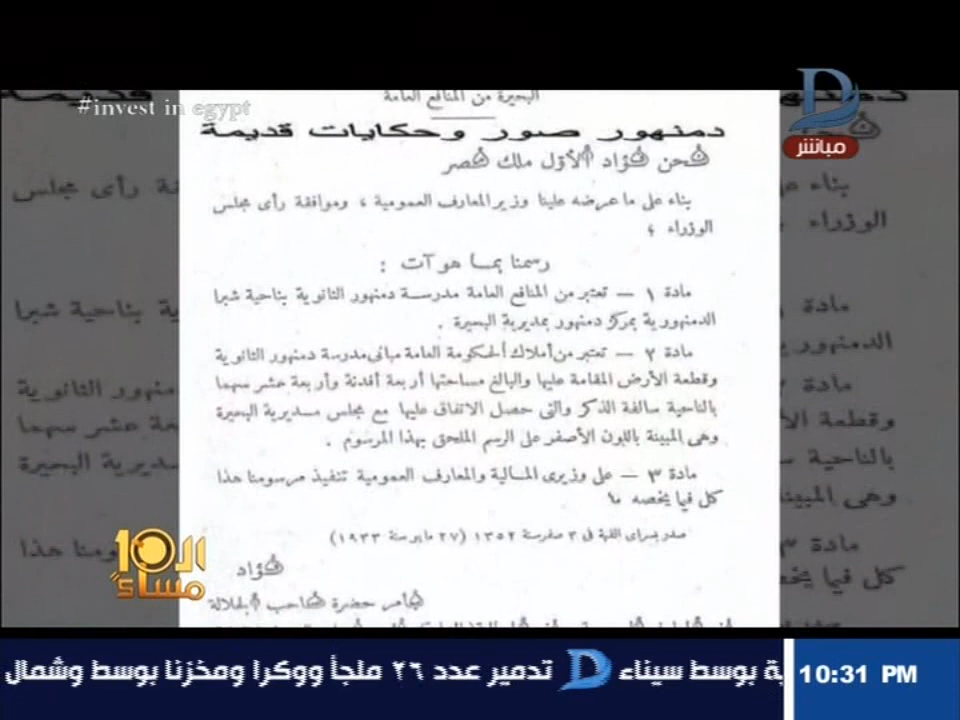 #invest in egypt
مباشر
البحيرة من المنافع العامة
دمنهور صور وحكايات قديمة
نحن فؤاد الأول ملك مصر
بناء على ما عرضه علينا وزير المعارف العمومية ، وموافقة رأى مجلس
الوزراء ؛
رسمنا بما هو آت :
مادة ١ — تعتبر من المنافع العامة مدرسة دمنهور الثانوية بناحية شبرا
الدمنهورية بمركز دمنهور بمديرية البحيرة .
مادة ٢ — تعتبر من أملاك الحكومة العامة مبانى مدرسة دمنهور الثانوية
وقطعة الأرض المقامة عليها والبالغ مساحتها أربعة أفدنة وأربعة عشر سهما
بالناحية سالفة الذكر والتى حصل الاتفاق عليها مع مجلس مديرية البحيرة
وهى المبينة باللون الأصفر على الرسم الملحق بهذا المرسوم .
مادة ٣ — على وزيرى المالية والمعارف العمومية تنفيذ مرسومنا هذا
كل فيما يخصه
صدر بسراى القبة فى ٣ صفر سنة ١٣٥٢ (٢٧ مايو سنة ١٩٣٣)
فؤاد
بأمر حضرة صاحب الجلالة
ال10 مساءً
ة بوسط سيناء تدمير عدد ٢٦ ملجأ ووكرا ومخزنا بوسط وشمال
10:31 PM